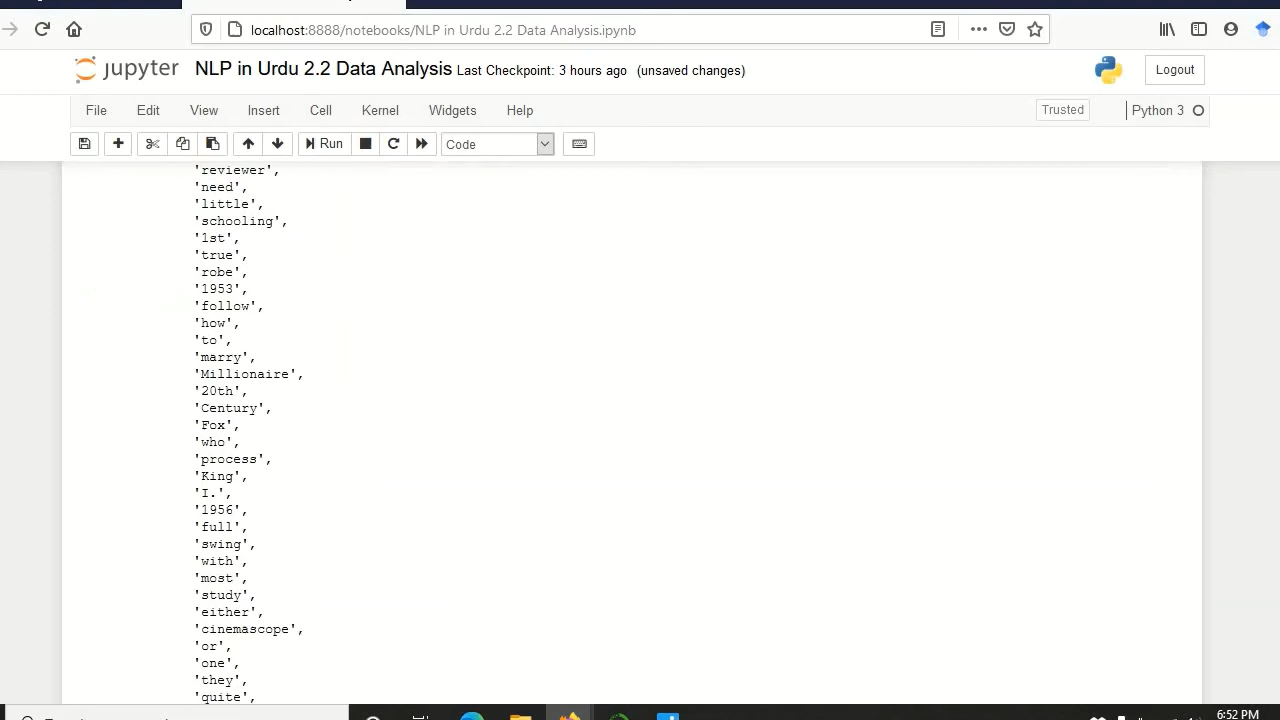 localhost:8888/notebooks/NLP in Urdu 2.2 Data Analysis.ipynb
jupyter NLP in Urdu 2.2 Data Analysis Last Checkpoint: 3 hours ago (unsaved changes) Logout
File Edit View Insert Cell Kernel Widgets Help Trusted Python 3
Run Code
'reviewer',
'need',
'little',
'schooling',
'1st',
'true',
'robe',
'1953',
'follow',
'how',
'to',
'marry',
'Millionaire',
'20th',
'Century',
'Fox',
'who',
'process',
'King',
'I.',
'1956',
'full',
'swing',
'with',
'most',
'study',
'either',
'cinemascope',
'or',
'one',
'they',
'quite',
6:52 PM